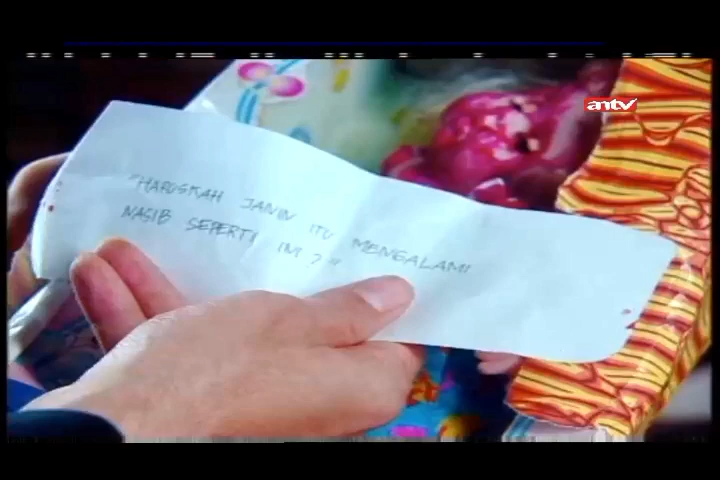 antv
"HARUSKAH JANIN ITU MENGALAMI
NASIB SEPERTI INI ? "